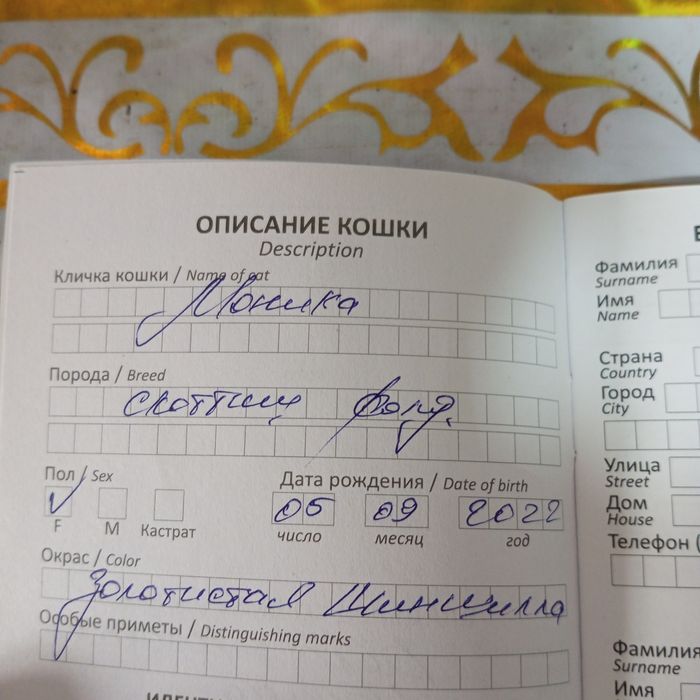 ОПИСАНИЕ КОШКИ
Description
Кличка кошки / Name of cat
Моника
Порода / Breed
скоттиш фолд.
Пол / Sex
F
M
Кастрат
Дата рождения / Date of birth
05 09 2022
число
месяц
год
Окрас / Color
Золотистая Шиншилла
Особые приметы / Distinguishing marks
Фамилия
Surname
Имя
Name
Страна
Country
Город
City
Улица
Street
Дом
House
Телефон (
Фамилия
Surname
Имя